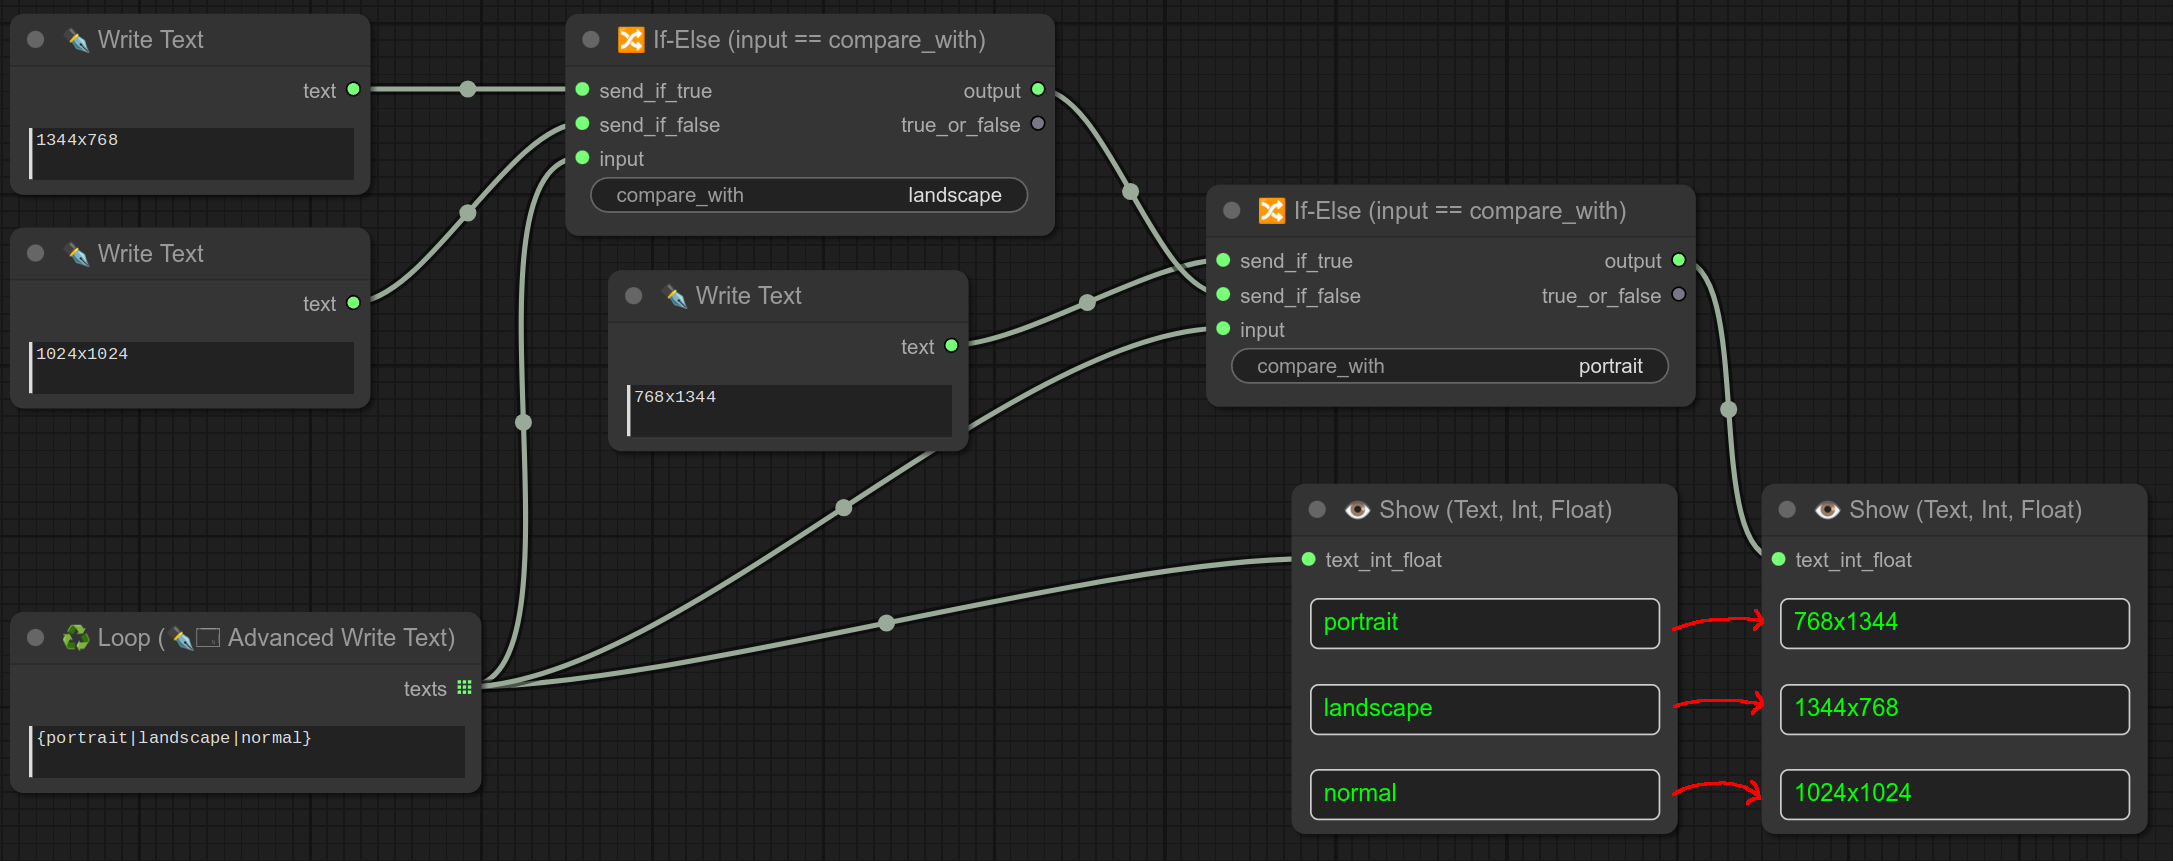 Write Text
text
1344x768
Write Text
text
1024x1024
If-Else (input == compare_with)
send_if_true output
send_if_false true_or_false
input
compare_with landscape
Write Text
text
768x1344
If-Else (input == compare_with)
send_if_true output
send_if_false true_or_false
input
compare_with portrait
Loop (✒️ Advanced Write Text)
texts
{portrait|landscape|normal}
Show (Text, Int, Float)
text_int_float
portrait
landscape
normal
Show (Text, Int, Float)
text_int_float
768x1344
1344x768
1024x1024